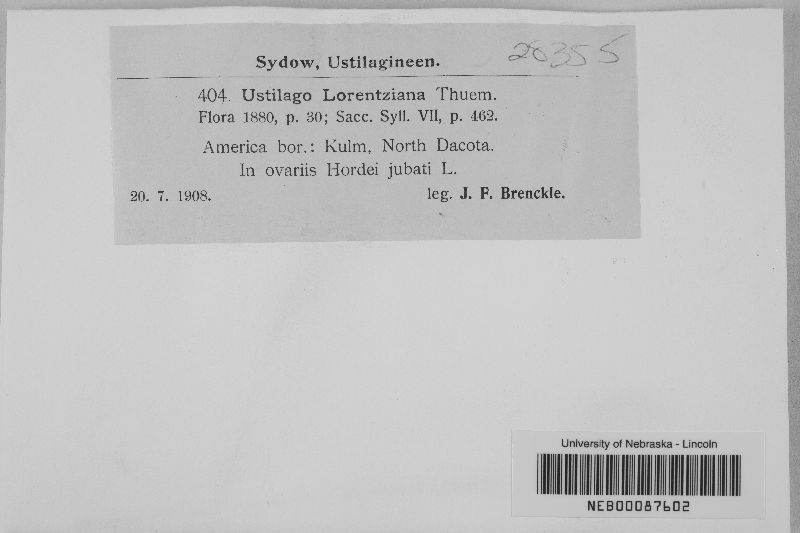 Sydow, Ustilagineen.
28355
404. Ustilago Lorentziana Thuem.
Flora 1880, p. 30; Sacc. Syll. VII, p. 462.
America bor.: Kulm, North Dacota.
In ovariis Hordei jubati L.
20. 7. 1908. leg. J. F. Brenckle.
University of Nebraska - Lincoln
NEB00087602